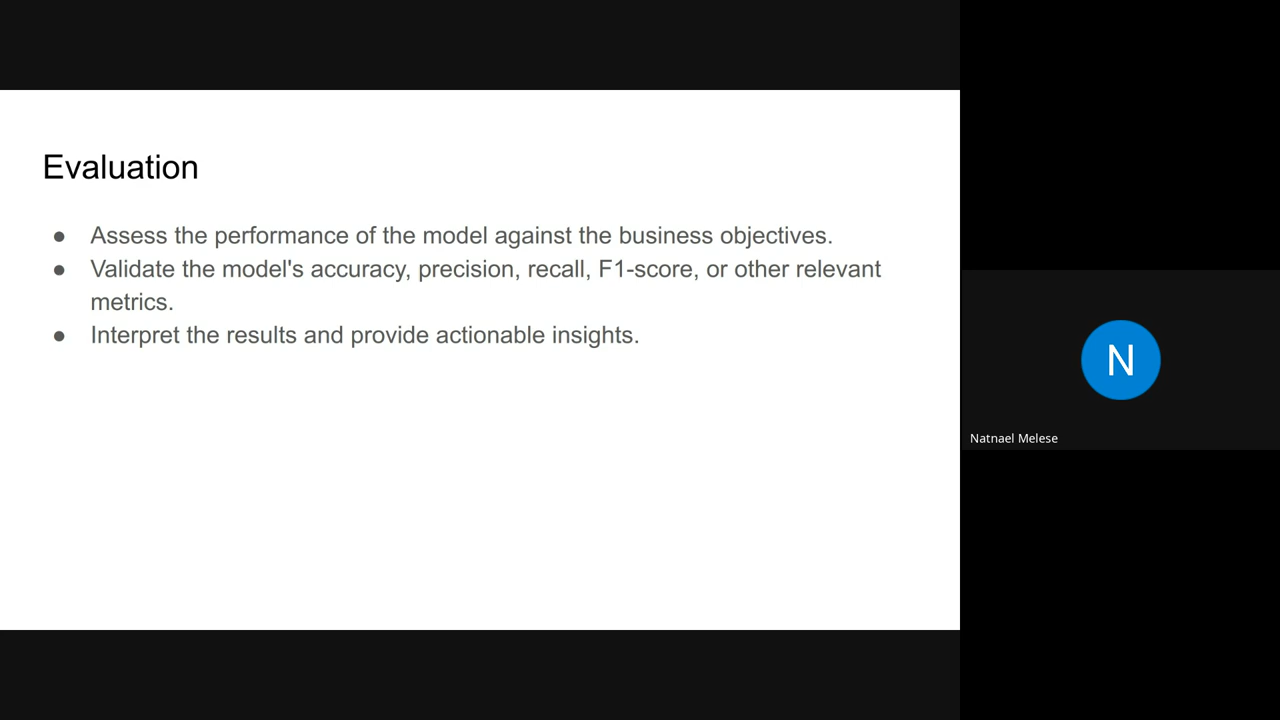 Evaluation
● Assess the performance of the model against the business objectives.
● Validate the model's accuracy, precision, recall, F1-score, or other relevant
metrics.
● Interpret the results and provide actionable insights.
N
Natnael Melese